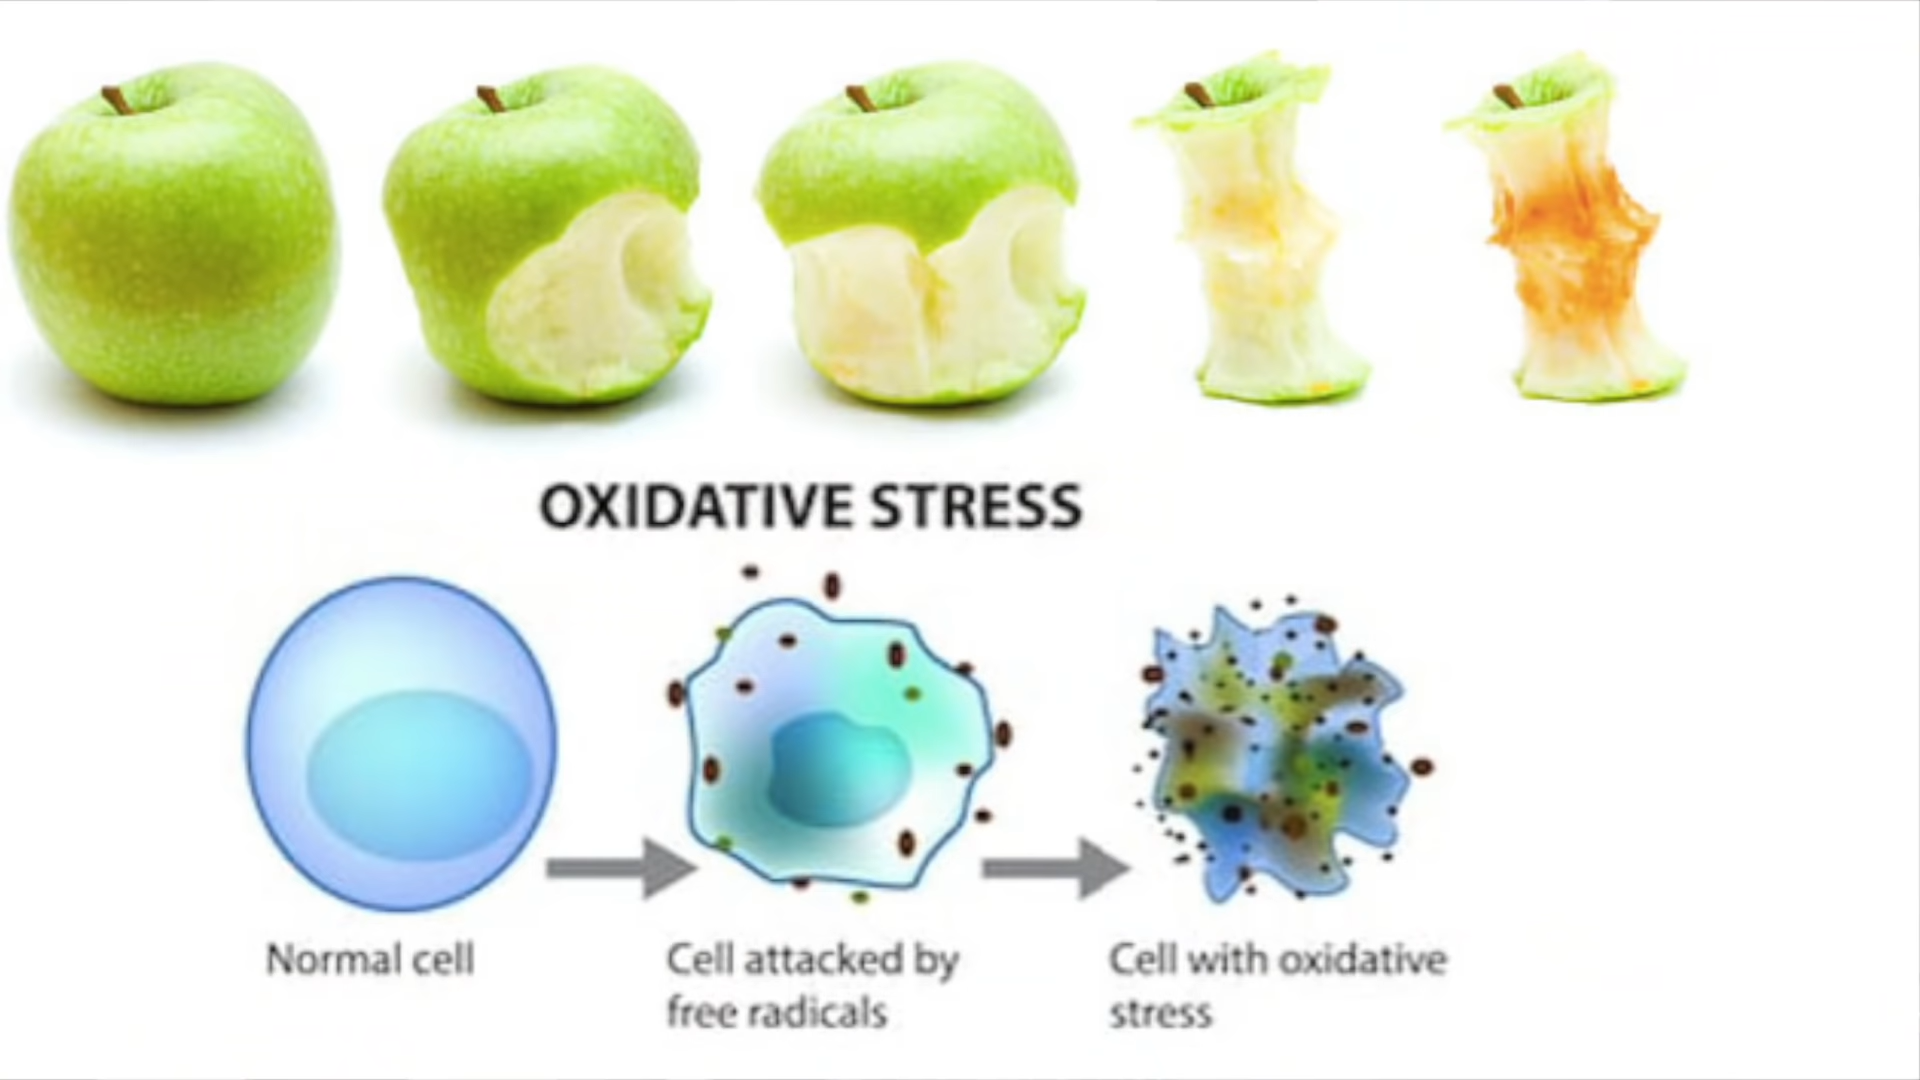 OXIDATIVE STRESS
Normal cell
Cell attacked by
free radicals
Cell with oxidative
stress